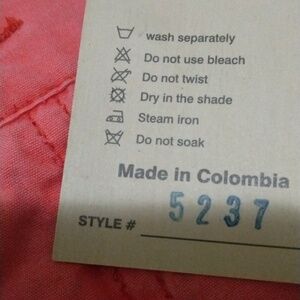 wash separately
Do not use bleach
Do not twist
Dry in the shade
Steam iron
Do not soak
Made in Colombia
5237
STYLE #